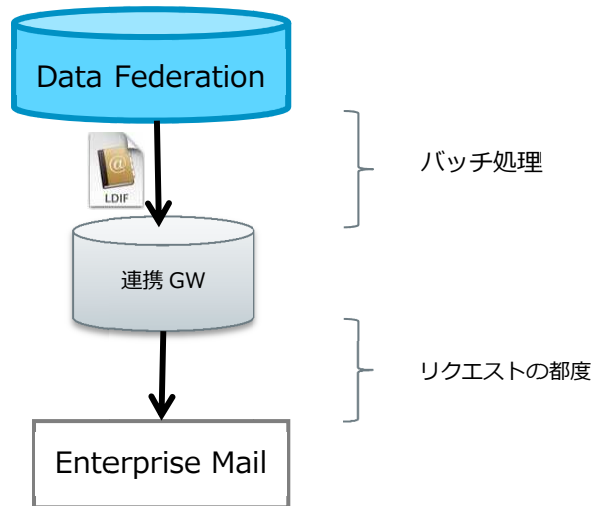 Data Federation
@
LDIF
バッチ処理
連携 GW
リクエストの都度
Enterprise Mail